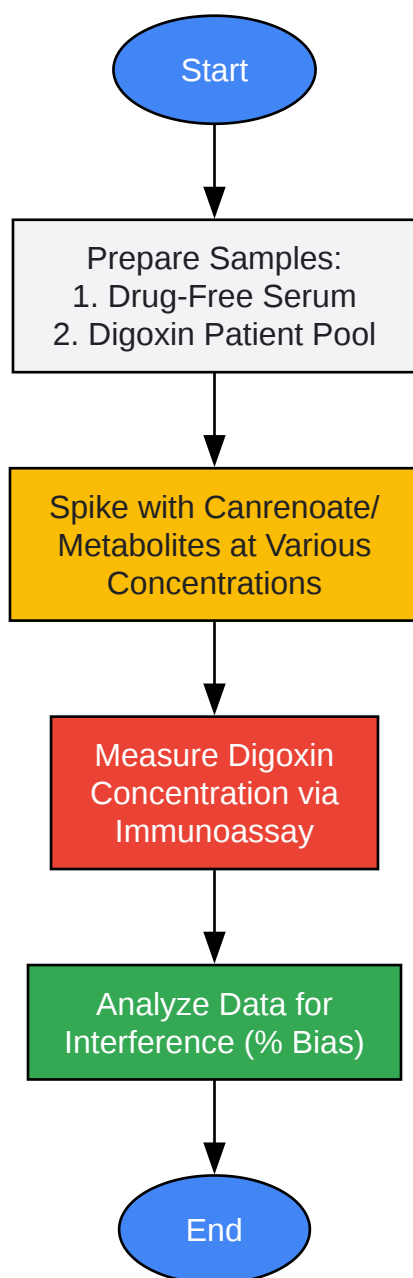 Start
Prepare Samples:
1. Drug-Free Serum
2. Digoxin Patient Pool
Spike with Canrenoate/
Metabolites at Various
Concentrations
Measure Digoxin
Concentration via
Immunoassay
Analyze Data for
Interference (% Bias)
End